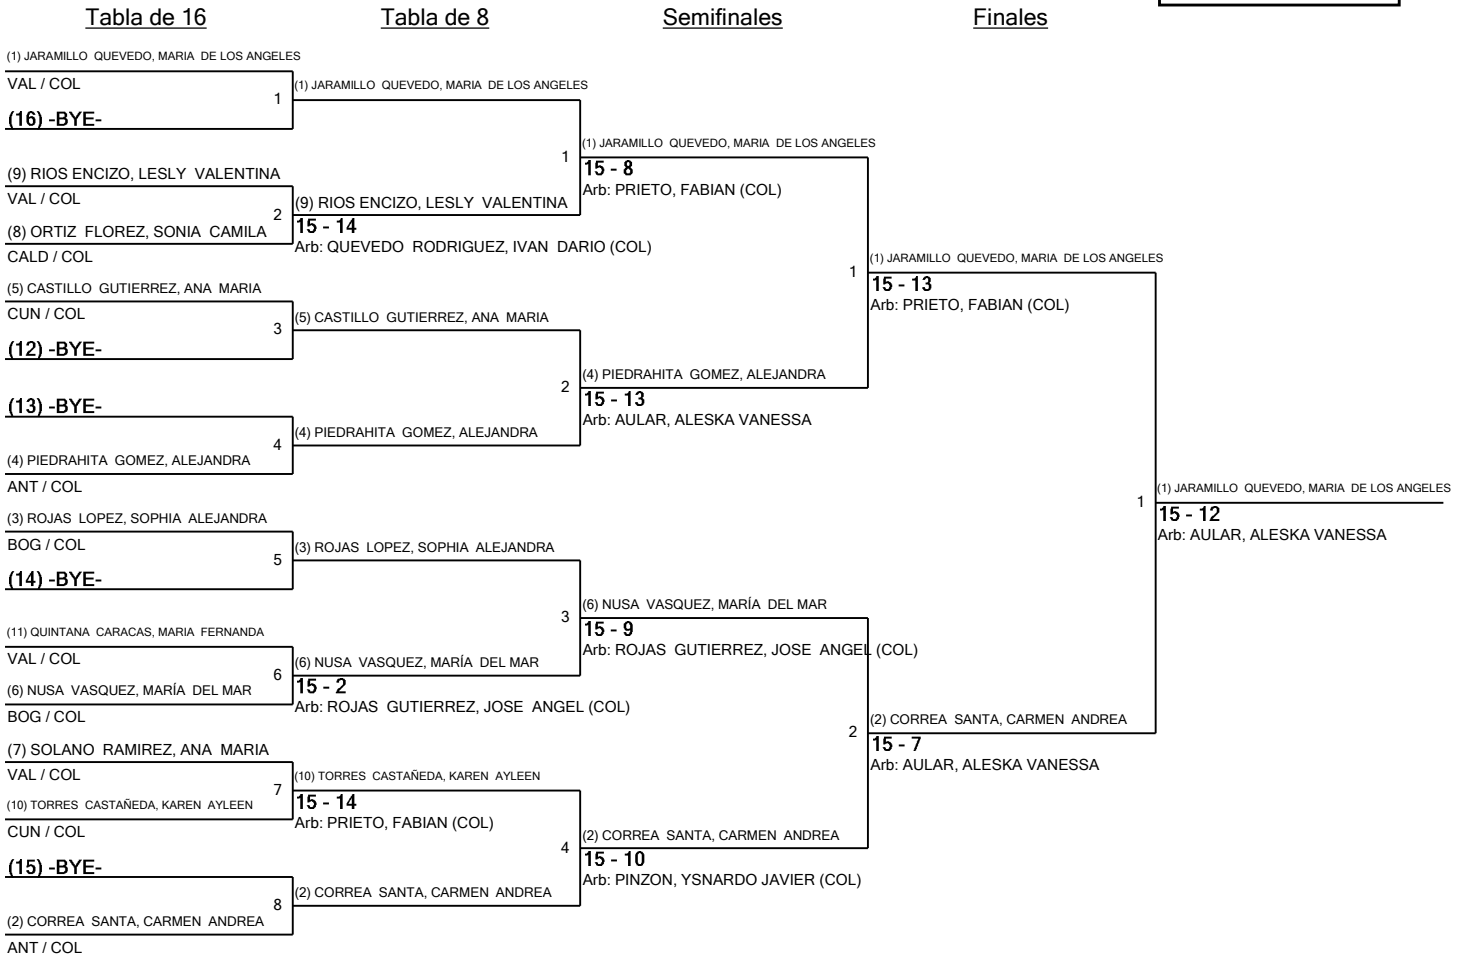 Tabla de 16
Tabla de 8
Semifinales
Finales
(1) JARAMILLO QUEVEDO, MARIA DE LOS ANGELES
VAL / COL
1
(16) -BYE-
(9) RIOS ENCIZO, LESLY VALENTINA
VAL / COL
2
(8) ORTIZ FLOREZ, SONIA CAMILA
CALD / COL
(5) CASTILLO GUTIERREZ, ANA MARIA
CUN / COL
3
(12) -BYE-
(13) -BYE-
4
(4) PIEDRAHITA GOMEZ, ALEJANDRA
ANT / COL
(3) ROJAS LOPEZ, SOPHIA ALEJANDRA
BOG / COL
5
(14) -BYE-
(11) QUINTANA CARACAS, MARIA FERNANDA
VAL / COL
6
(6) NUSA VASQUEZ, MARÍA DEL MAR
BOG / COL
(7) SOLANO RAMIREZ, ANA MARIA
VAL / COL
7
(10) TORRES CASTAÑEDA, KAREN AYLEEN
CUN / COL
(15) -BYE-
8
(2) CORREA SANTA, CARMEN ANDREA
ANT / COL
(1) JARAMILLO QUEVEDO, MARIA DE LOS ANGELES
1
(9) RIOS ENCIZO, LESLY VALENTINA
15 - 14
Arb: QUEVEDO RODRIGUEZ, IVAN DARIO (COL)
(5) CASTILLO GUTIERREZ, ANA MARIA
2
(4) PIEDRAHITA GOMEZ, ALEJANDRA
(3) ROJAS LOPEZ, SOPHIA ALEJANDRA
3
(6) NUSA VASQUEZ, MARÍA DEL MAR
15 - 2
Arb: ROJAS GUTIERREZ, JOSE ANGEL (COL)
(10) TORRES CASTAÑEDA, KAREN AYLEEN
15 - 14
Arb: PRIETO, FABIAN (COL)
4
(2) CORREA SANTA, CARMEN ANDREA
(1) JARAMILLO QUEVEDO, MARIA DE LOS ANGELES
15 - 8
Arb: PRIETO, FABIAN (COL)
1
(4) PIEDRAHITA GOMEZ, ALEJANDRA
15 - 13
Arb: AULAR, ALESKA VANESSA
(6) NUSA VASQUEZ, MARÍA DEL MAR
15 - 9
Arb: ROJAS GUTIERREZ, JOSE ANGEL (COL)
2
(2) CORREA SANTA, CARMEN ANDREA
15 - 10
Arb: PINZON, YSNARDO JAVIER (COL)
(1) JARAMILLO QUEVEDO, MARIA DE LOS ANGELES
15 - 13
Arb: PRIETO, FABIAN (COL)
1
(2) CORREA SANTA, CARMEN ANDREA
15 - 7
Arb: AULAR, ALESKA VANESSA
(1) JARAMILLO QUEVEDO, MARIA DE LOS ANGELES
15 - 12
Arb: AULAR, ALESKA VANESSA